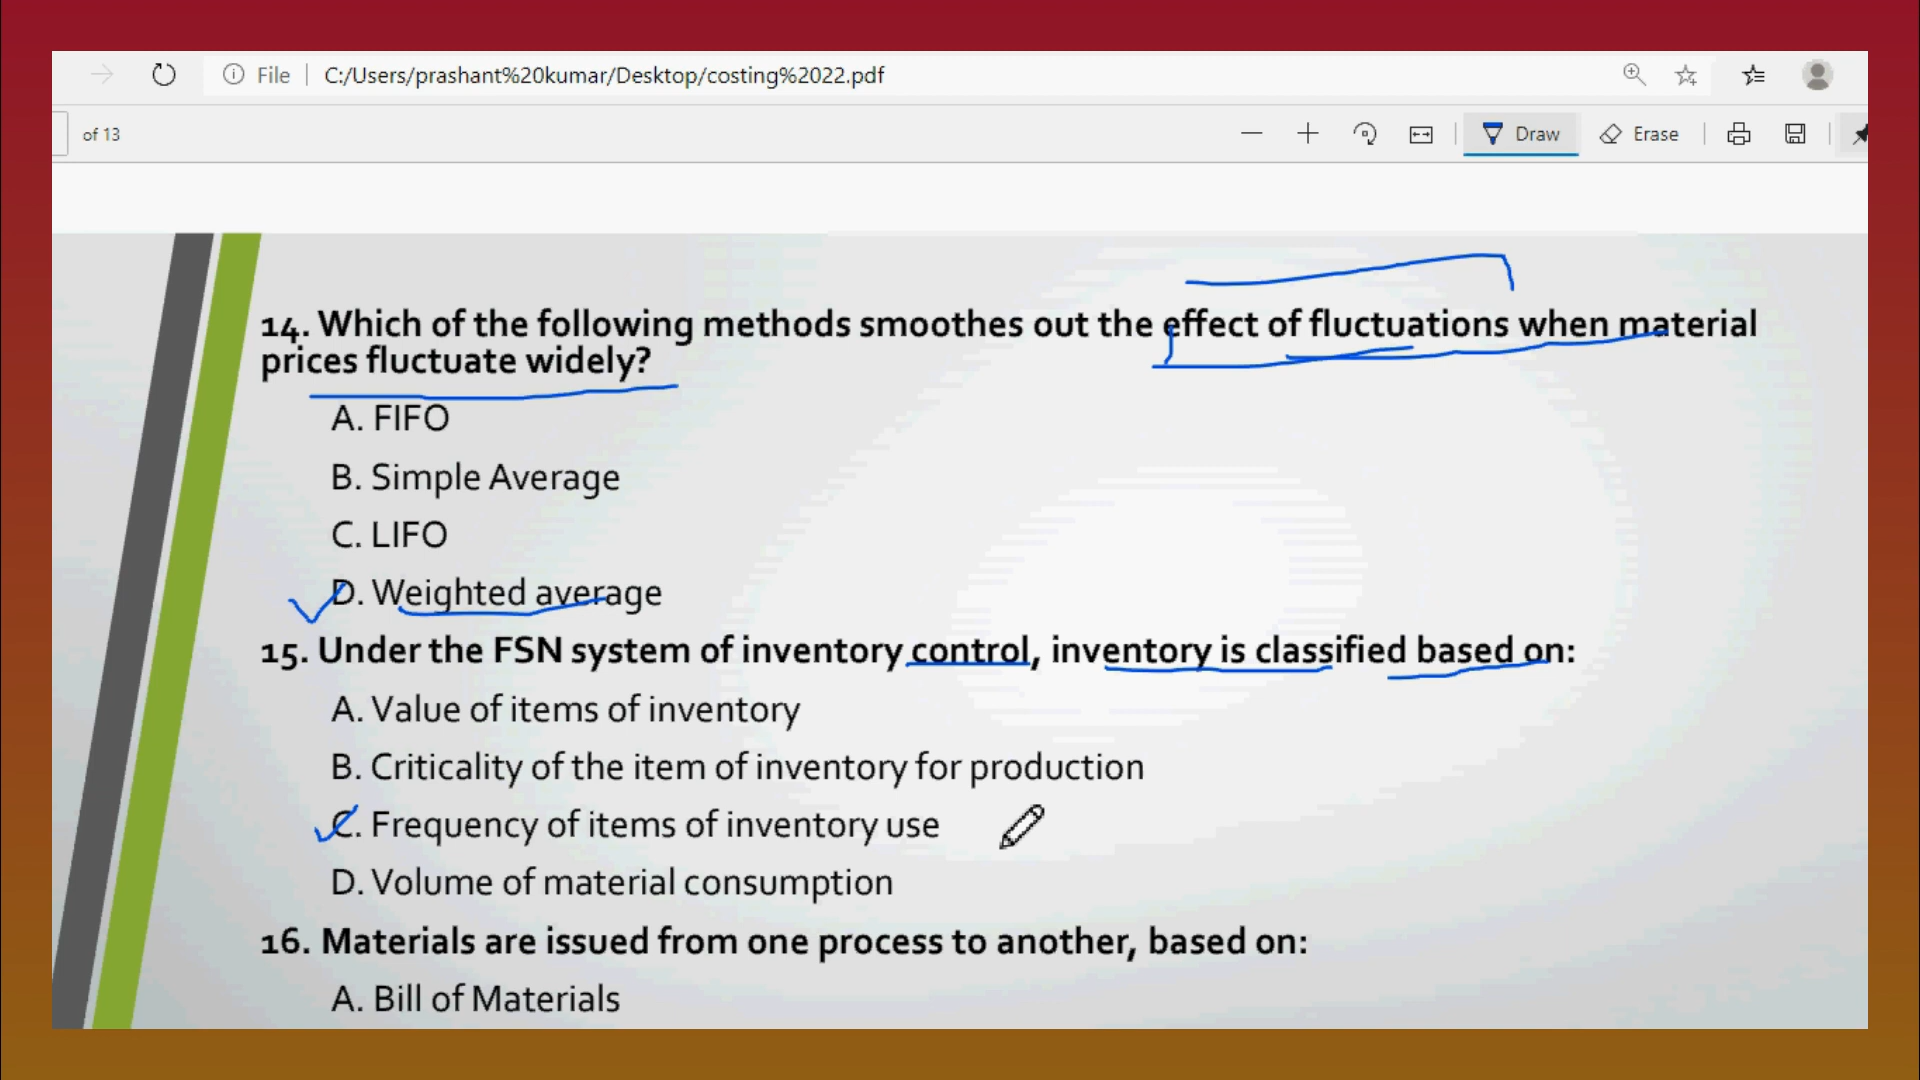 File C:/Users/prashant%20kumar/Desktop/costing%2022.pdf
of 13 Draw Erase
14. Which of the following methods smoothes out the effect of fluctuations when material
prices fluctuate widely?
A. FIFO
B. Simple Average
C. LIFO
D. Weighted average
15. Under the FSN system of inventory control, inventory is classified based on:
A. Value of items of inventory
B. Criticality of the item of inventory for production
C. Frequency of items of inventory use
D. Volume of material consumption
16. Materials are issued from one process to another, based on:
A. Bill of Materials